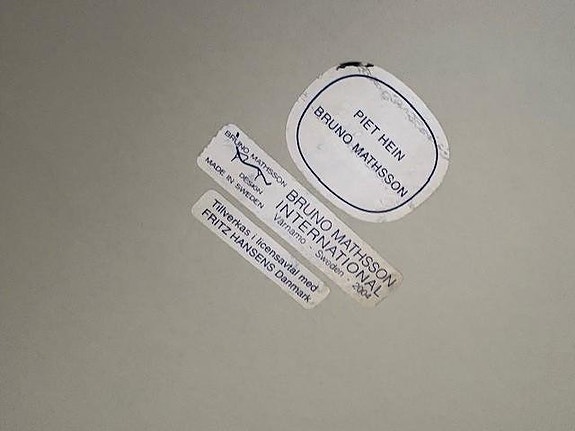 PIET HEIN
BRUNO MATHSSON
BRUNO MATHSSON
DESIGN
MADE IN SWEDEN
BRUNO MATHSSON
INTERNATIONAL
Värnamo - Sweden - 2004
Tillverkas i licensavtal med
FRITZ HANSENS Danmark